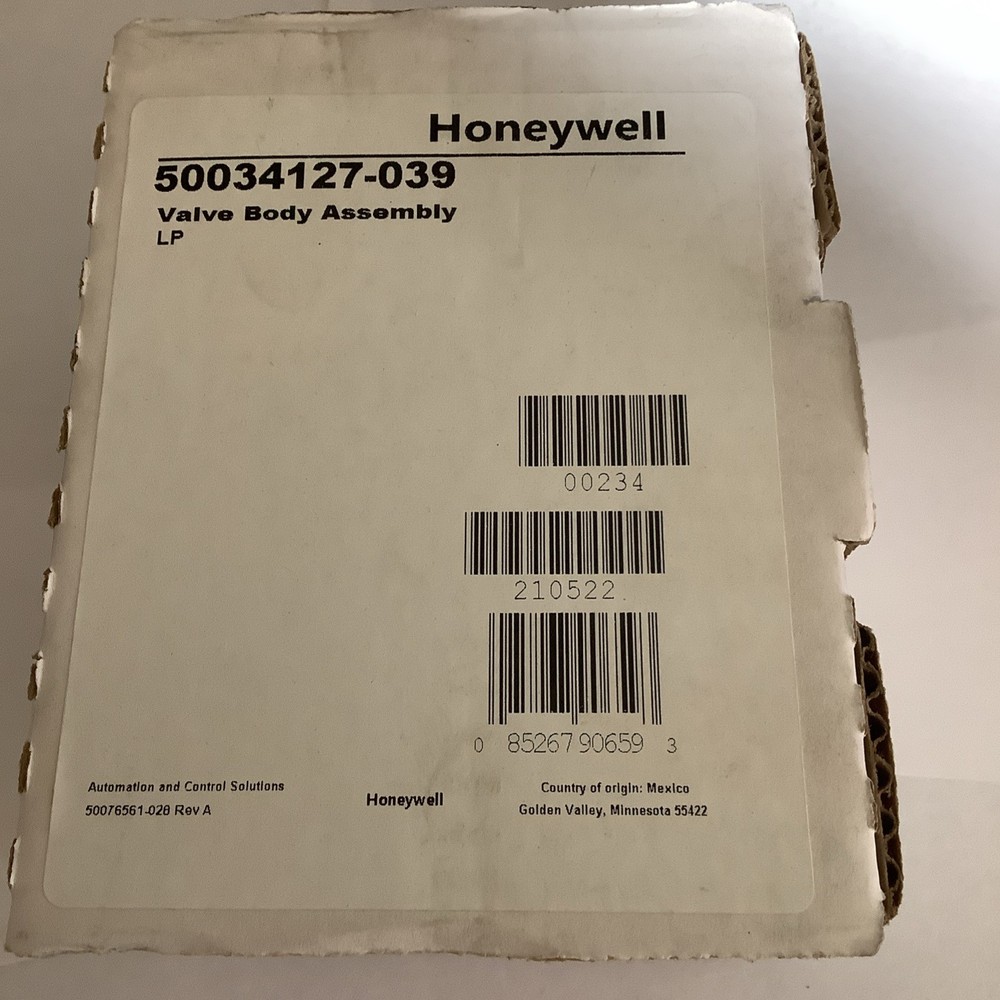 Honeywell
50034127-039
Valve Body Assembly
LP
00234
210522
0 85267 90659 3
Automation and Control Solutions
50076561-028 Rev A
Honeywell
Country of origin: Mexico
Golden Valley, Minnesota 55422